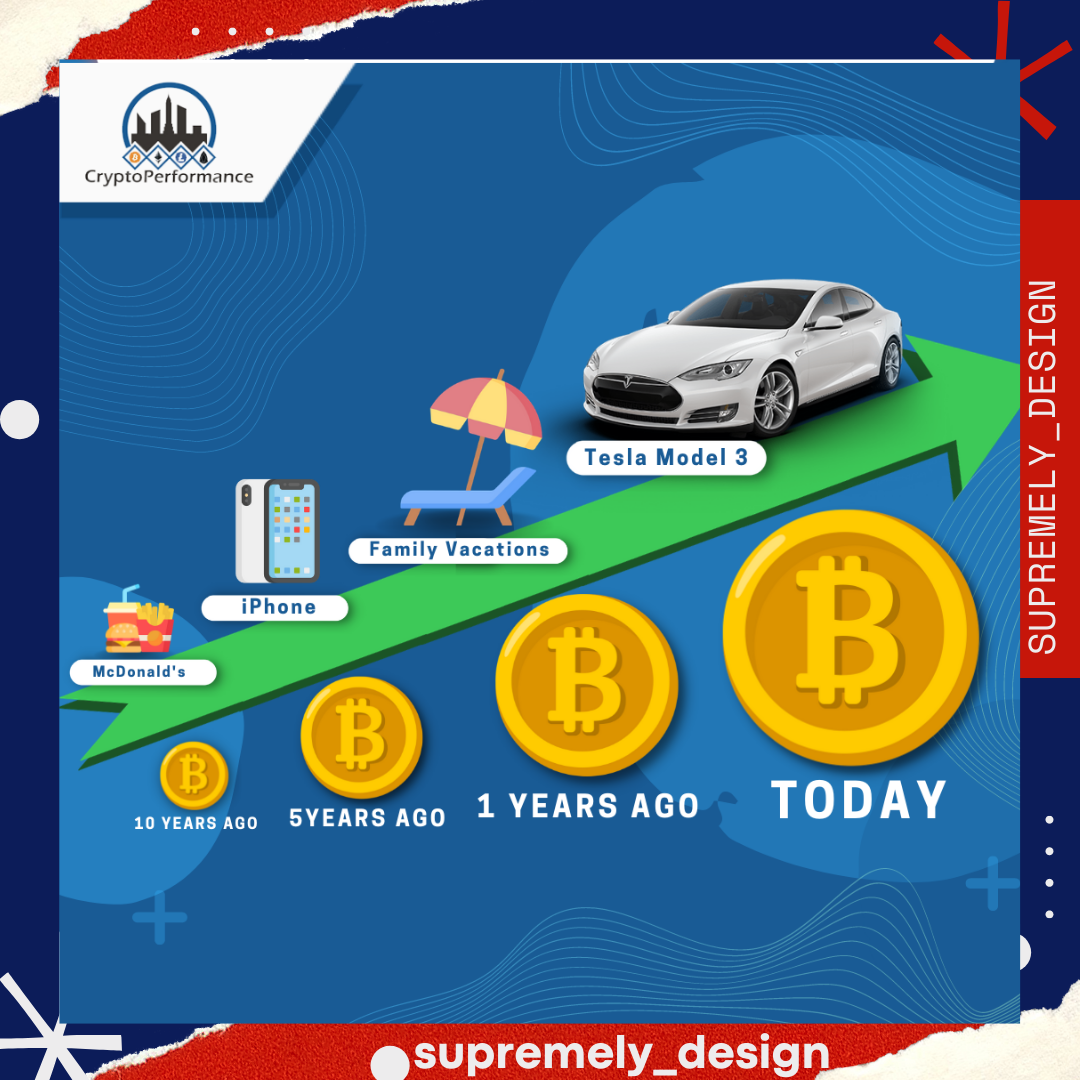 CryptoPerformance
Tesla Model 3
Family Vacations
iPhone
McDonald's
10 YEARS AGO
5YEARS AGO
1 YEARS AGO
TODAY
SUPREMELY_DESIGN
supremely_design